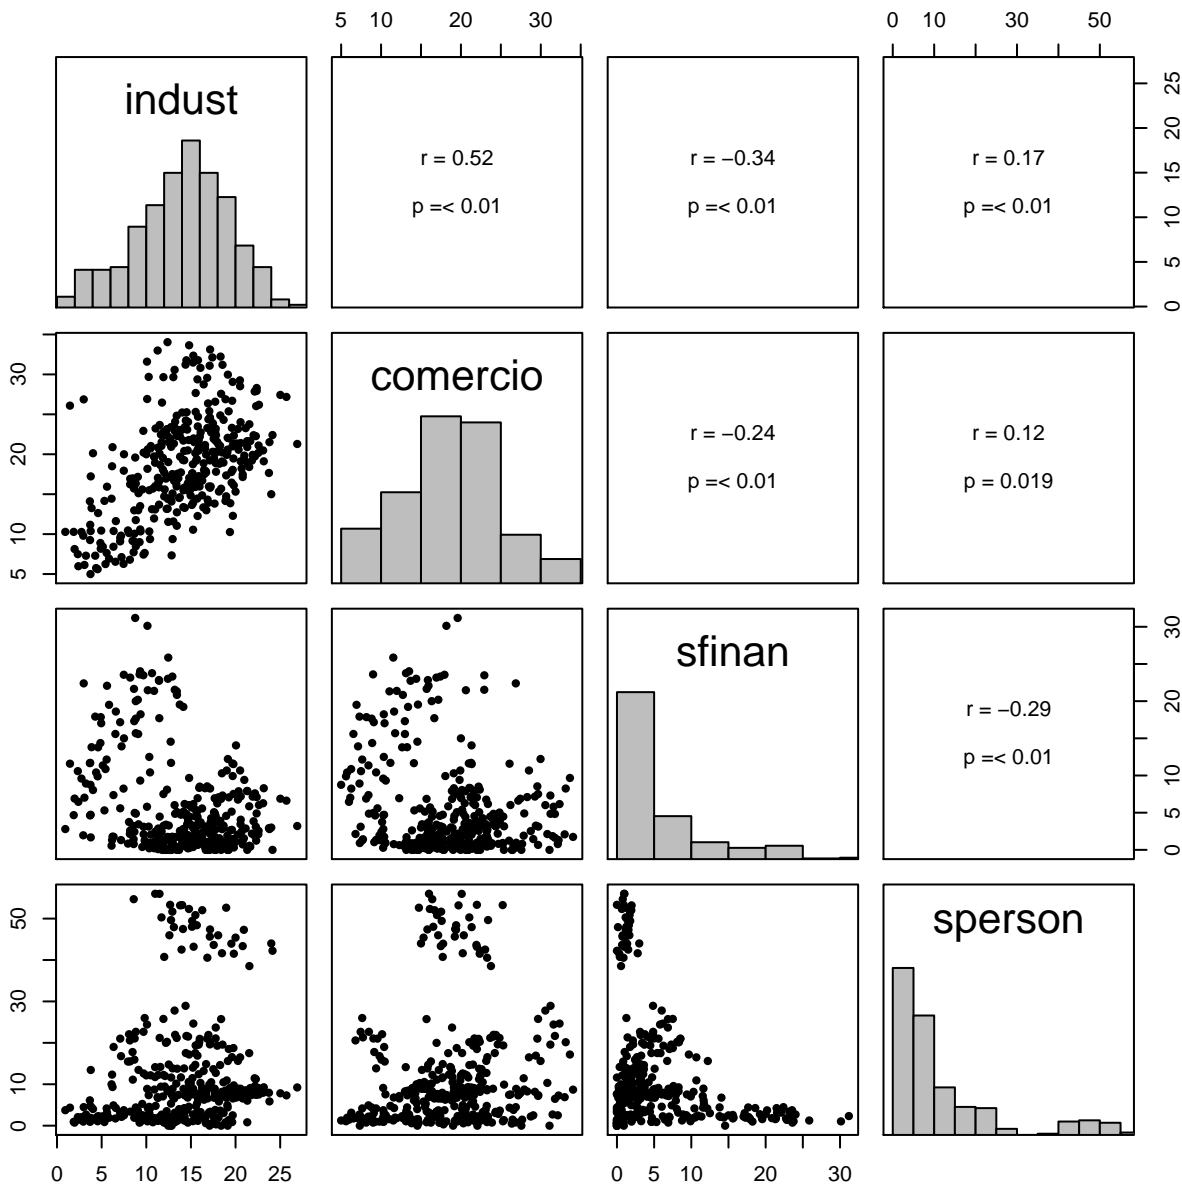 5 10 20 30
0 10 30 50
indust
r = 0.52
p =< 0.01
r = −0.34
p =< 0.01
r = 0.17
p =< 0.01
0 5 10 15 20 25
5 10 20 30
comercio
r = −0.24
p =< 0.01
r = 0.12
p = 0.019
sfinan
r = −0.29
p =< 0.01
0 5 10 20 30
0 10 30 50
sperson
0 5 10 15 20 25
0 5 10 20 30